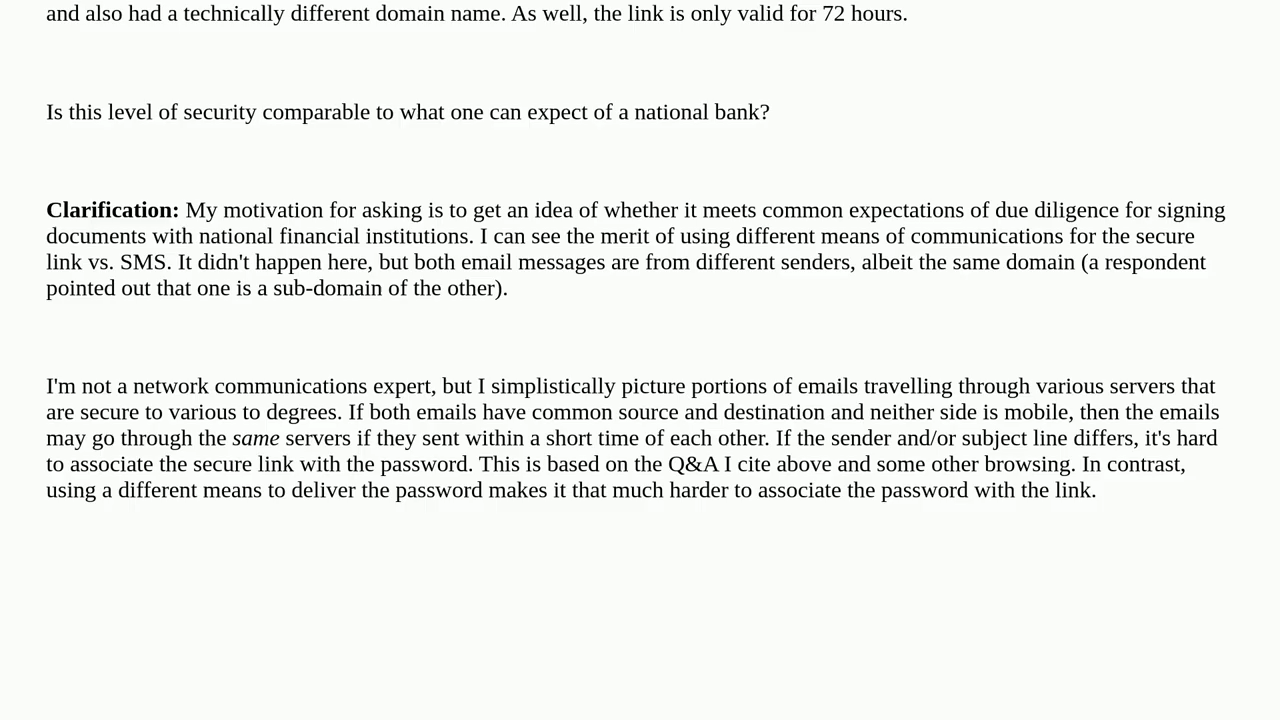 and also had a technically different domain name. As well, the link is only valid for 72 hours.
Is this level of security comparable to what one can expect of a national bank?
Clarification: My motivation for asking is to get an idea of whether it meets common expectations of due diligence for signing
documents with national financial institutions. I can see the merit of using different means of communications for the secure
link vs. SMS. It didn't happen here, but both email messages are from different senders, albeit the same domain (a respondent
pointed out that one is a sub-domain of the other).
I'm not a network communications expert, but I simplistically picture portions of emails travelling through various servers that
are secure to various to degrees. If both emails have common source and destination and neither side is mobile, then the emails
may go through the same servers if they sent within a short time of each other. If the sender and/or subject line differs, it's hard
to associate the secure link with the password. This is based on the Q&A I cite above and some other browsing. In contrast,
using a different means to deliver the password makes it that much harder to associate the password with the link.